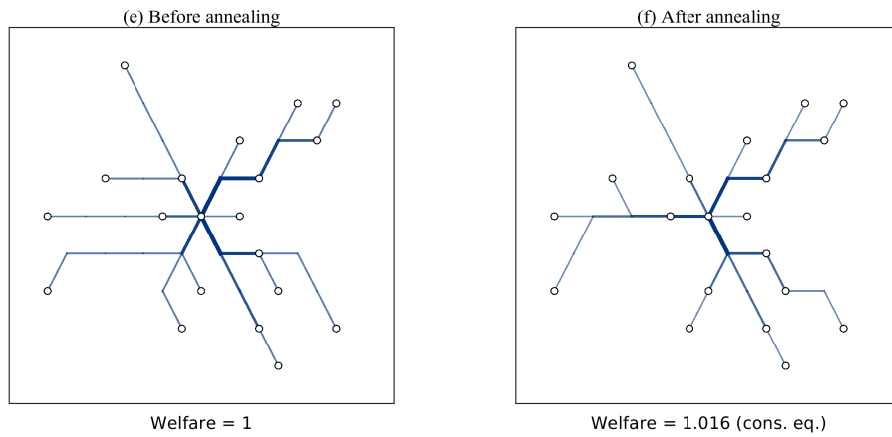 (e) Before annealing
(f) After annealing
Welfare = 1
Welfare = 1.016 (cons. eq.)